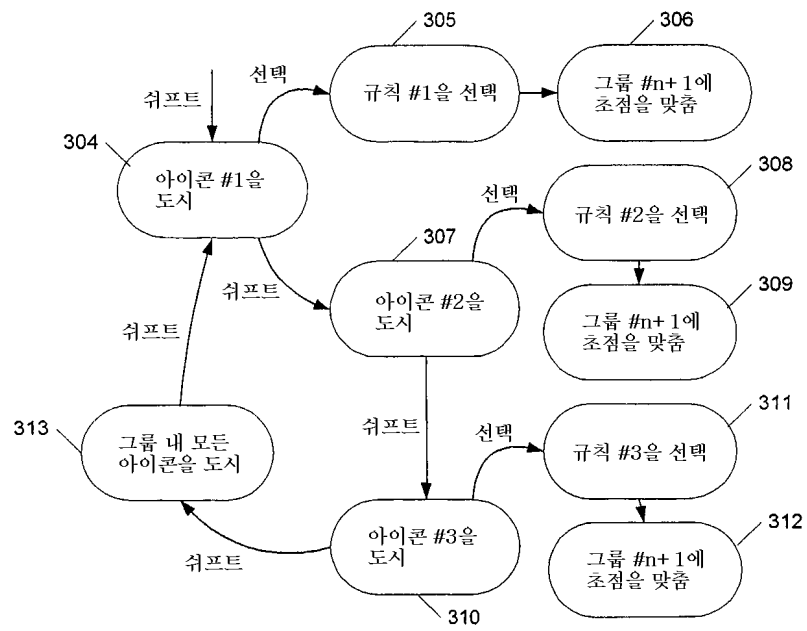 305
306
선택
규칙 #1을 선택
그룹 #n+1에
초점을 맞춤
쉬프트
304
아이콘 #1을
도시
308
선택
규칙 #2을 선택
307
쉬프트
아이콘 #2을
도시
309
그룹 #n+1에
초점을 맞춤
쉬프트
311
313
그룹 내 모든
아이콘을 도시
쉬프트
선택
규칙 #3을 선택
312
아이콘 #3을
도시
그룹 #n+1에
초점을 맞춤
쉬프트
310